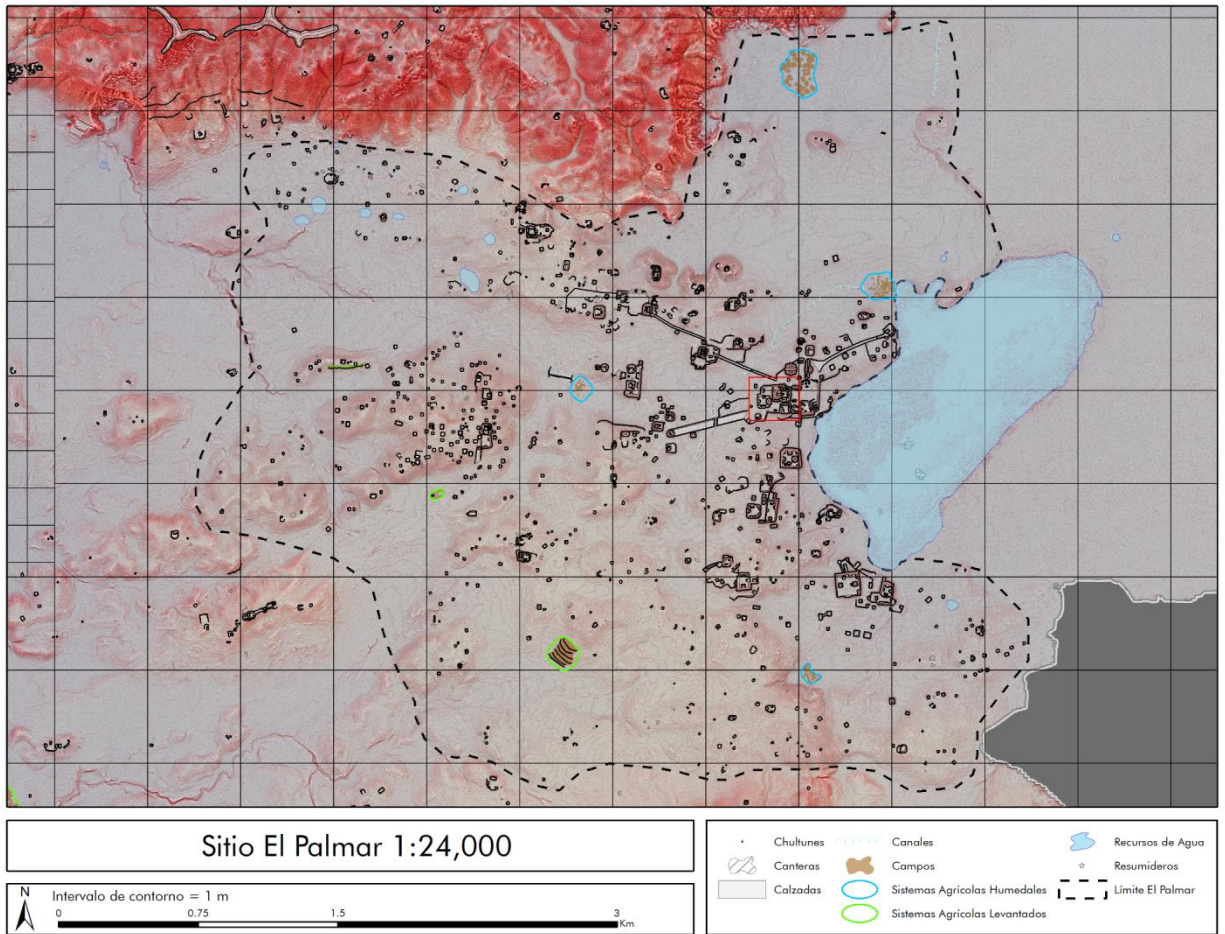 Sitio El Palmar 1:24,000
N
Intervalo de contorno = 1 m
0 0.75 1.5 3
Km
Chultunes
Canteras
Calzadas
Canales
Campos
Sistemas Agrícolas Humedales
Sistemas Agrícolas Levantados
Recursos de Agua
Resumideros
Límite El Palmar